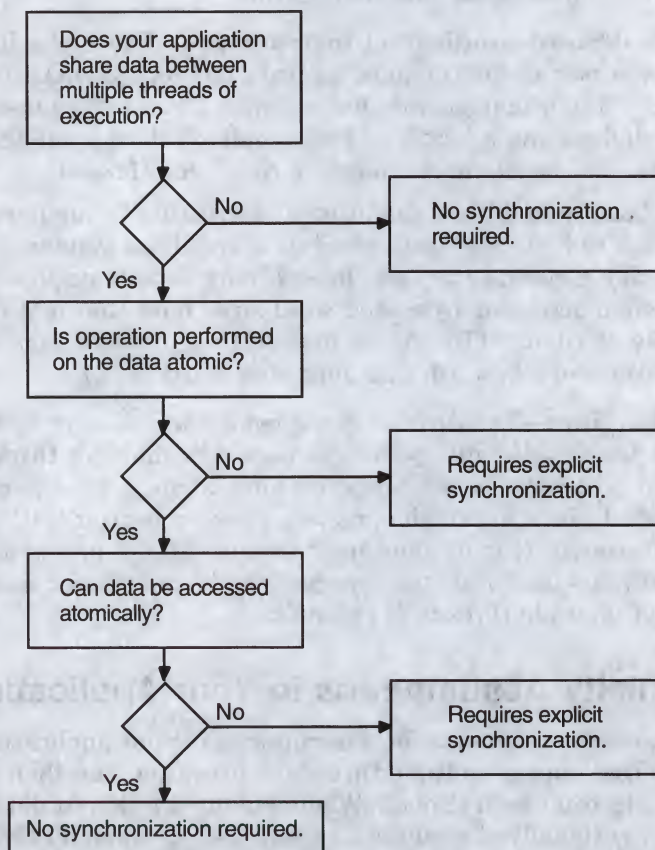 Does your application
share data between
multiple threads of
execution?
No
No synchronization
required.
Yes
Is operation performed
on the data atomic?
No
Requires explicit
synchronization.
Yes
Can data be accessed
atomically?
No
Requires explicit
synchronization.
Yes
No synchronization required.